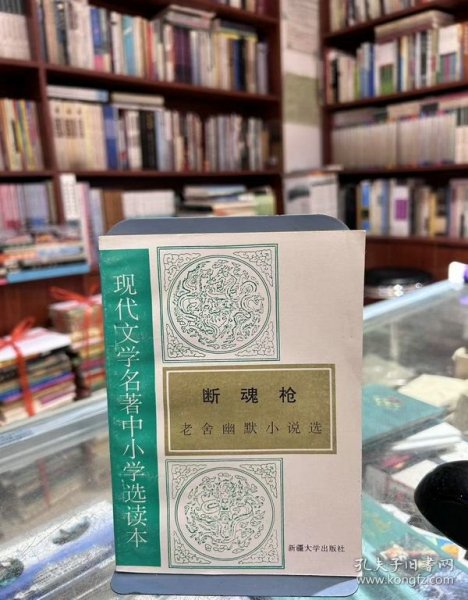 现代文学名著中小学选读本
断魂枪
老舍幽默小说选
新疆大学出版社
孔夫子旧书网
www.kongfz.com